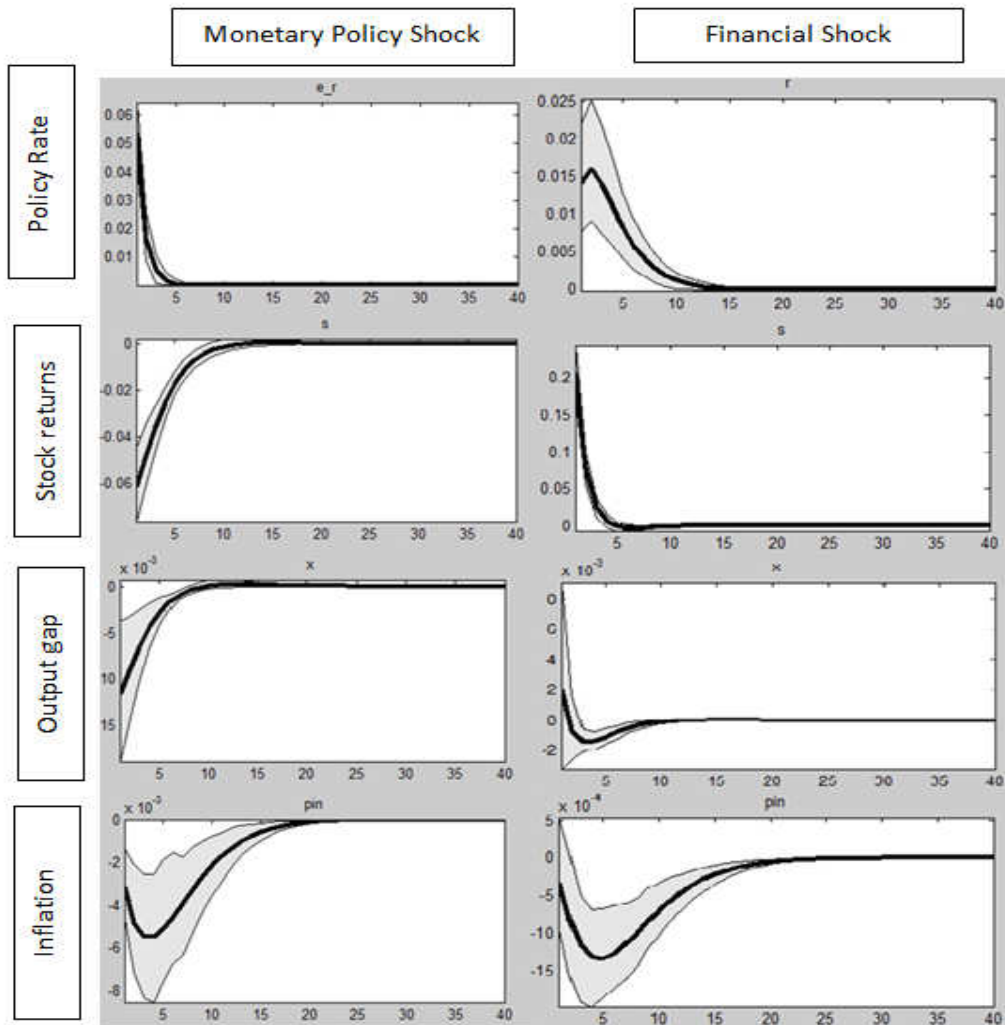 Monetary Policy Shock
Financial Shock
Policy Rate
e_r
0.06
0.05
0.04
0.03
0.02
0.01
5 10 15 20 25 30 35 40
r
0.025
0.02
0.015
0.01
0.005
0
5 10 15 20 25 30 35 40
Stock returns
s
0
-0.02
-0.04
-0.06
5 10 15 20 25 30 35 40
s
0.2
0.15
0.1
0.05
0
5 10 15 20 25 30 35 40
Output gap
x 10⁻³
x
0
-5
10
15
5 10 15 20 25 30 35 40
x 10⁻³
x
4
2
0
-2
5 10 15 20 25 30 35 40
Inflation
x 10⁻³
pin
0
-2
-4
-6
-8
5 10 15 20 25 30 35 40
x 10⁻⁴
pin
5
0
-5
-10
-15
5 10 15 20 25 30 35 40